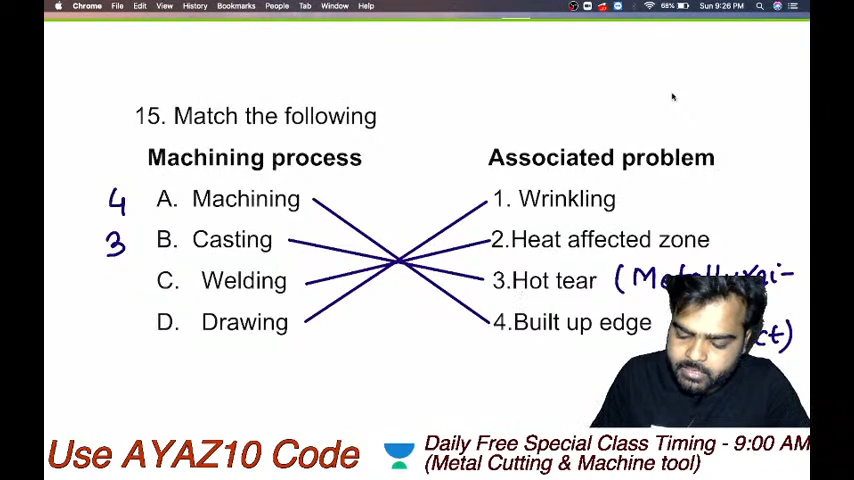 Chrome File Edit View History Bookmarks People Tab Window Help 68% Sun 9:26 PM
15. Match the following
Machining process Associated problem
4 A. Machining 1. Wrinkling
3 B. Casting 2.Heat affected zone
C. Welding 3.Hot tear
D. Drawing 4.Built up edge
Use AYAZ10 Code
Daily Free Special Class Timing - 9:00 AM
(Metal Cutting & Machine tool)